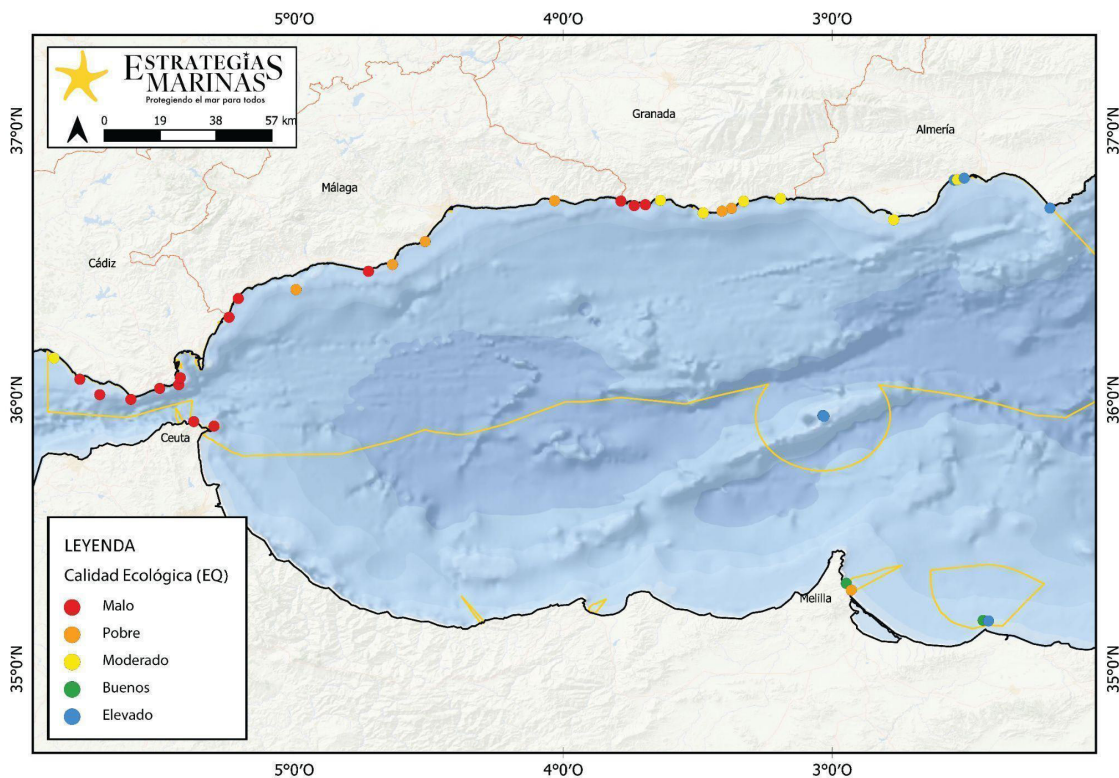 5°0'O 4°0'O 3°0'O
ESTRATEGIAS
MARINAS
Protegiendo el mar para todos
0 19 38 57 km
37°0'N 37°0'N
Granada
Almería
Málaga
Cádiz
36°0'N 36°0'N
Ceuta
LEYENDA
Calidad Ecológica (EQ)
Malo
Pobre
Moderado
Buenos
Elevado
Melilla
35°0'N 35°0'N
5°0'O 4°0'O 3°0'O